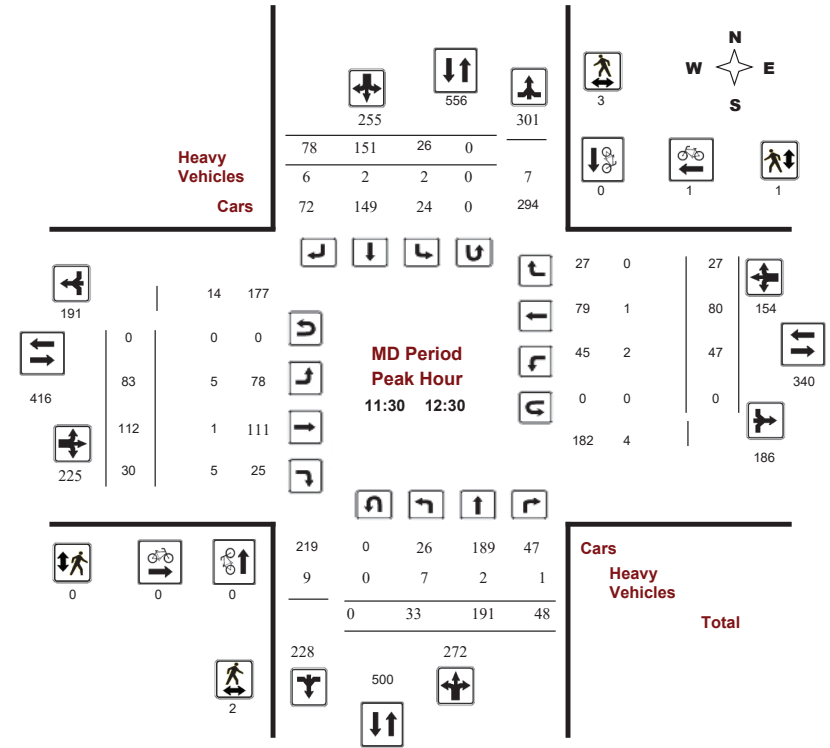 N
W E
S
556
3
255
301
78 151 26 0
Heavy
Vehicles
6 2 2 0 7
Cars
72 149 24 0 294
0 1 1
191
14 177
27 0 27
154
0 0 0
79 1 80
416
83 5 78
MD Period
Peak Hour
11:30 12:30
45 2 47
340
112 1 111
0 0 0
225
30 5 25
182 4
186
219 0 26 189 47
Cars
9 0 7 2 1
Heavy
Vehicles
0 33 191 48
Total
0 0 0
228
272
500
2